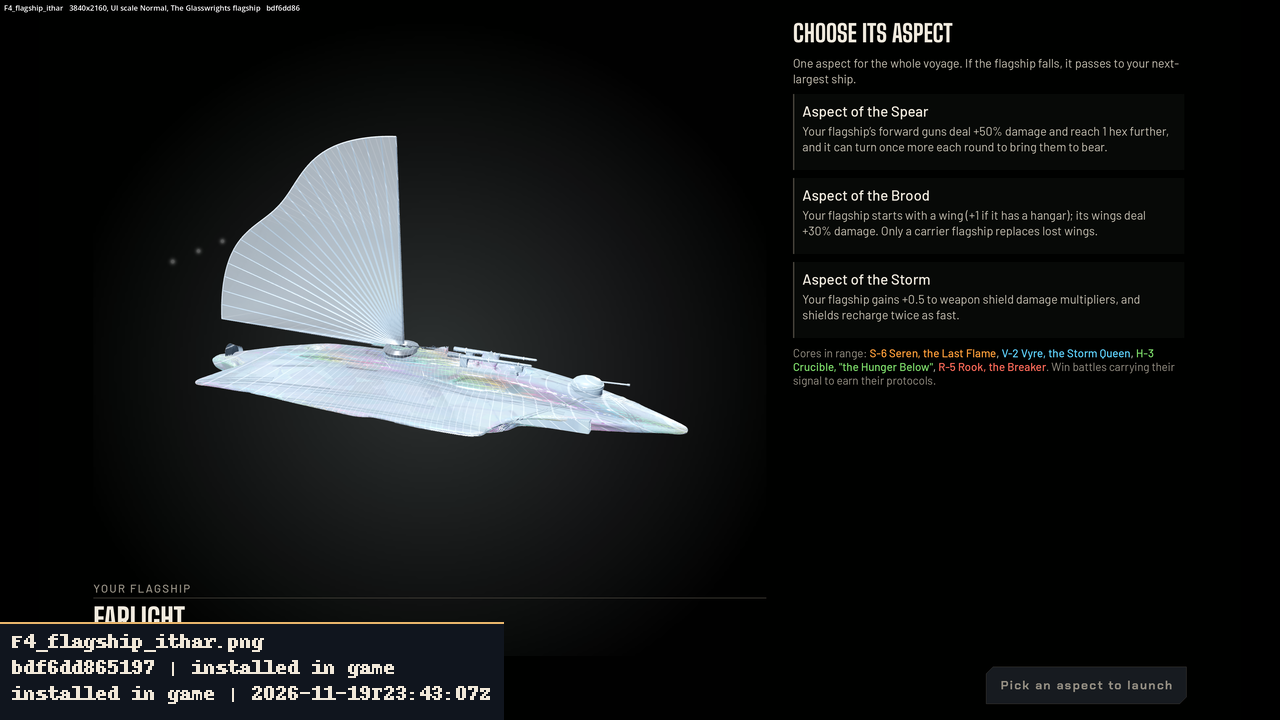 F4_flagship_ithar 3840x2160, UI scale Normal, The Glasswrights flagship bdf6dd86
CHOOSE ITS ASPECT
One aspect for the whole voyage. If the flagship falls, it passes to your next-
largest ship.
Aspect of the Spear
Your flagship's forward guns deal +50% damage and reach 1 hex further,
and it can turn once more each round to bring them to bear.
Aspect of the Brood
Your flagship starts with a wing (+1 if it has a hangar); its wings deal
+30% damage. Only a carrier flagship replaces lost wings.
Aspect of the Storm
Your flagship gains +0.5 to weapon shield damage multipliers, and
shields recharge twice as fast.
Cores in range: S-6 Seren, the Last Flame, V-2 Vyre, the Storm Queen, H-3
Crucible, "the Hunger Below", R-5 Rook, the Breaker. Win battles carrying their
signal to earn their protocols.
YOUR FLAGSHIP
FARLIGHT
F4_flagship_ithar.png
bdf6dd865197 | installed in game
installed in game | 2026-11-19T23:43:07Z
Pick an aspect to launch